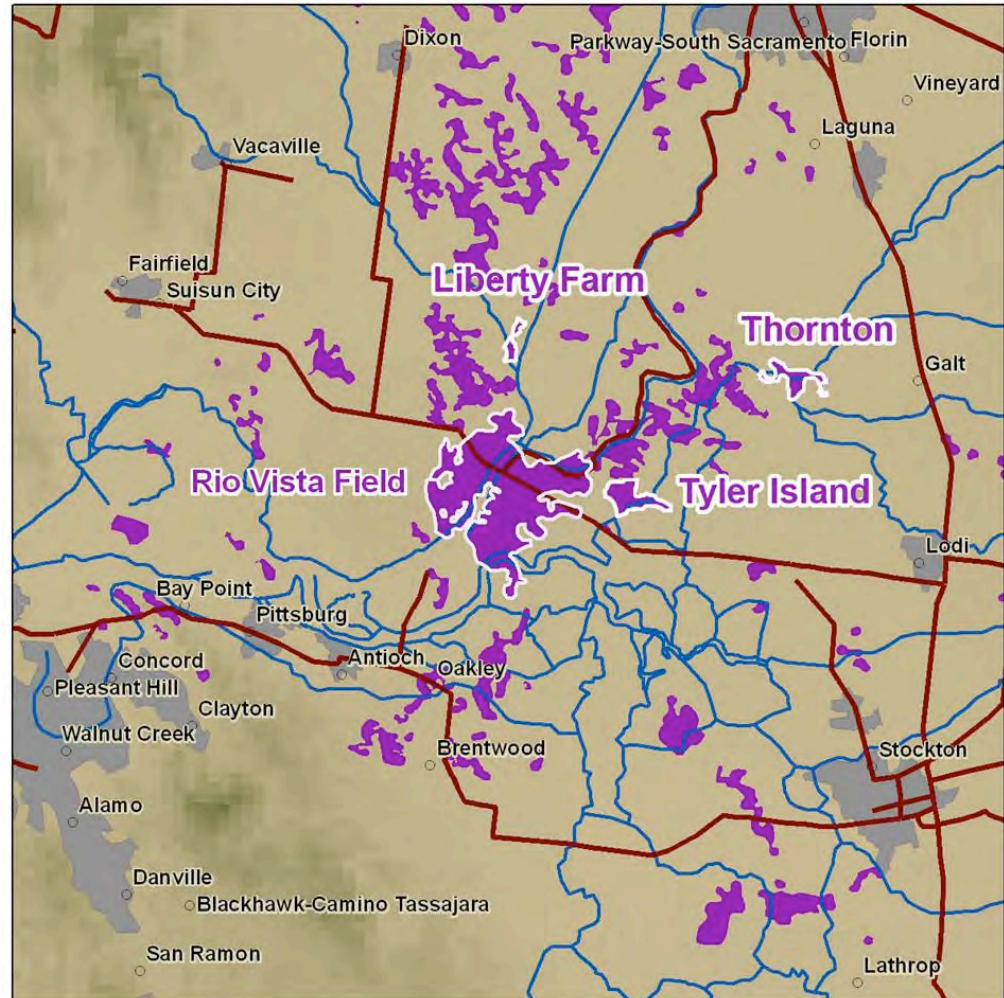 Dixon
Parkway-South Sacramento
Florin
Vineyard
Laguna
Vacaville
Fairfield
Suisun City
Liberty Farm
Thornton
Galt
Rio Vista Field
Tyler Island
Lodi
Bay Point
Pittsburg
Antioch
Oakley
Concord
Pleasant Hill
Clayton
Walnut Creek
Brentwood
Stockton
Alamo
Danville
Blackhawk-Camino Tassajara
San Ramon
Lathrop